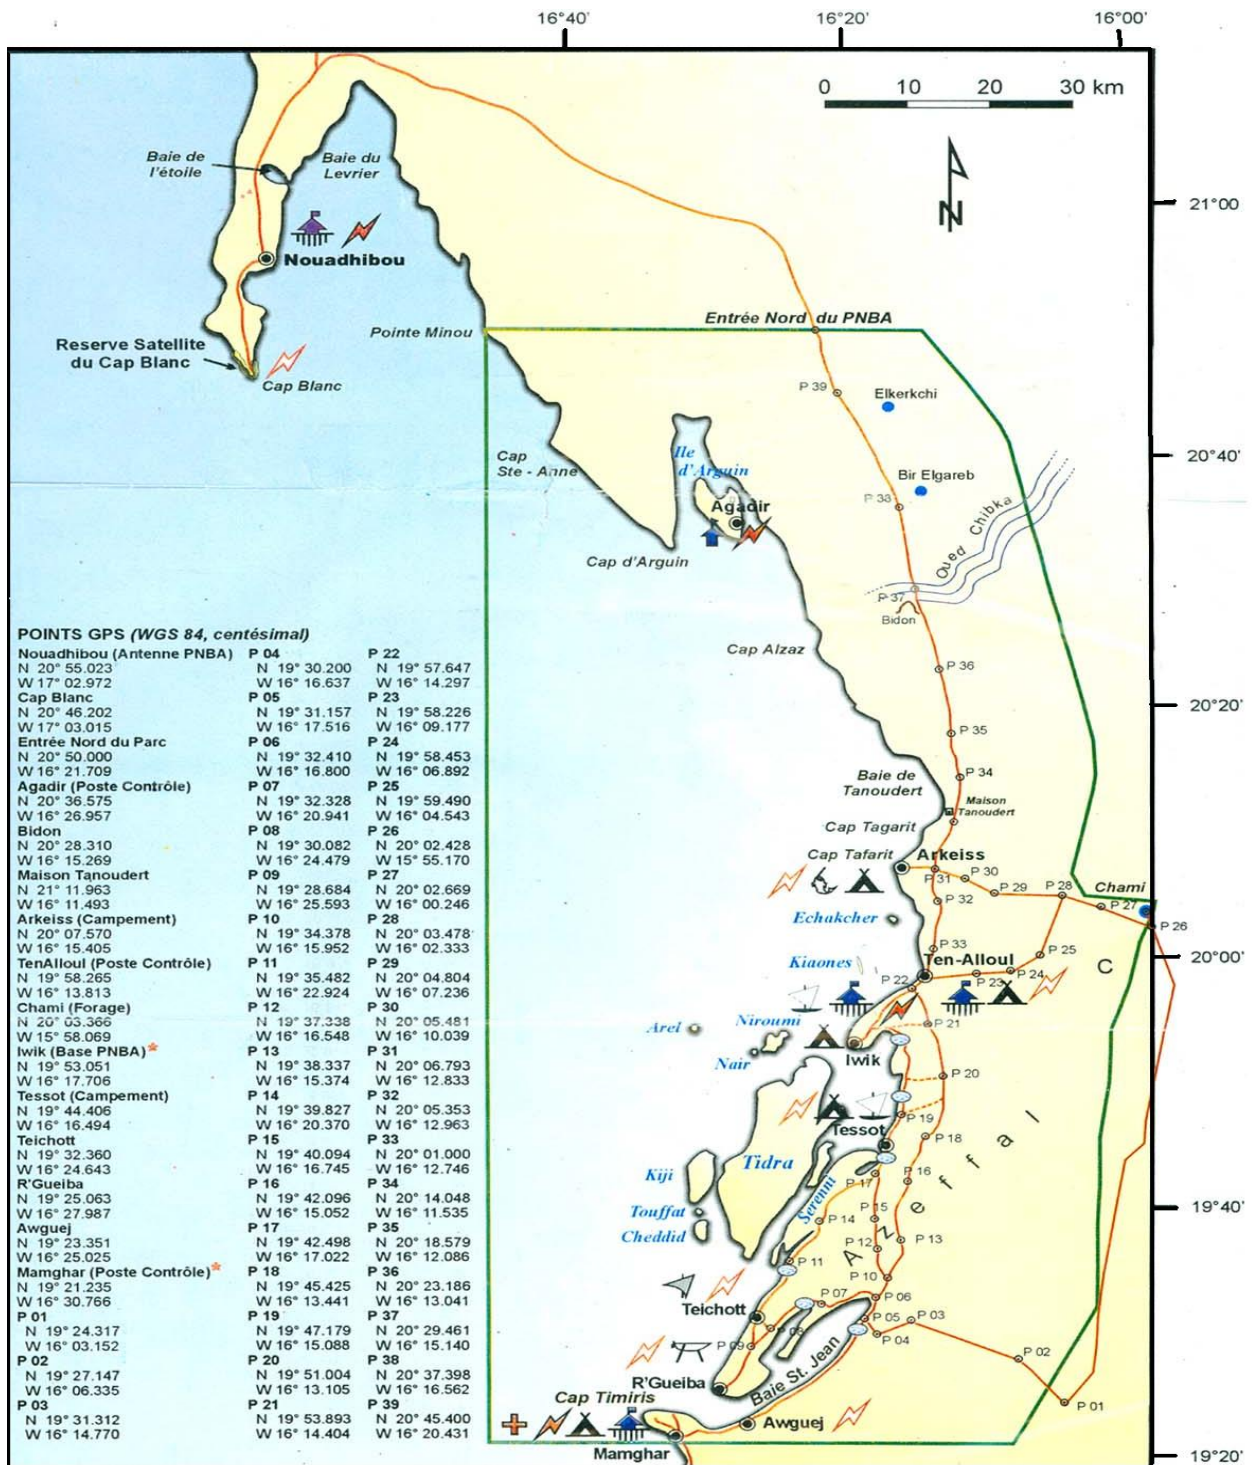 16°40'
16°20'
16°00'
0 10 20 30 km
N
21°00'
20°40'
20°20'
20°00'
19°40'
19°20'
Baie de
l'étoile
Baie du
Levrier
Nouadhibou
Reserve Satellite
du Cap Blanc
Cap Blanc
Pointe Minou
Entrée Nord du PNBA
P 39
Elkerkchi
Cap
Ste - Anne
Ile
d'Arguin
Agadir
Bir Elgareb
P 38
Oued Chibka
Cap d'Arguin
P 37
Bidon
Cap Alzaz
P 36
P 35
P 34
Baie de
Tanoudert
Maison
Tanoudert
Cap Tagarit
Cap Tafarit
Arkeiss
P 31
P 30
P 29
P 28
Chami
P 27
P 26
P 32
Echakcher
P 33
Ten-Alloul
P 25
P 24
P 23
P 22
Kiaones
Arel
Niroumi
Nair
Iwik
P 21
P 20
P 19
Tessot
P 18
Tidra
Kiji
Touffat
Cheddid
Serenni
P 17
P 16
P 15
P 14
P 13
P 12
P 11
P 10
Azeffal
C
Teichott
P 07
P 06
P 05
P 03
P 04
P 08
P 09
P 02
P 01
R'Gueiba
Baie St. Jean
Cap Timiris
Awguej
Mamghar
POINTS GPS (WGS 84, centésimal)
Nouadhibou (Antenne PNBA)
N 20° 55.023
W 17° 02.972
Cap Blanc
N 20° 46.202
W 17° 03.015
Entrée Nord du Parc
N 20° 50.000
W 16° 21.709
Agadir (Poste Contrôle)
N 20° 36.575
W 16° 26.957
Bidon
N 20° 28.310
W 16° 15.269
Maison Tanoudert
N 21° 11.963
W 16° 11.493
Arkeiss (Campement)
N 20° 07.570
W 16° 15.405
TenAlloul (Poste Contrôle)
N 19° 58.265
W 16° 13.813
Chami (Forage)
N 20° 03.366
W 15° 58.069
Iwik (Base PNBA)*
N 19° 53.051
W 16° 17.706
Tessot (Campement)
N 19° 44.406
W 16° 16.494
Teichott
N 19° 32.360
W 16° 24.643
R'Gueiba
N 19° 25.063
W 16° 27.987
Awguej
N 19° 23.351
W 16° 25.025
Mamghar (Poste Contrôle)*
N 19° 21.235
W 16° 30.766
P 01
N 19° 24.317
W 16° 03.152
P 02
N 19° 27.147
W 16° 06.335
P 03
N 19° 31.312
W 16° 14.770
P 04
N 19° 30.200
W 16° 16.637
P 05
N 19° 31.157
W 16° 17.516
P 06
N 19° 32.410
W 16° 16.800
P 07
N 19° 32.328
W 16° 20.941
P 08
N 19° 30.082
W 16° 24.479
P 09
N 19° 28.684
W 16° 25.593
P 10
N 19° 34.378
W 16° 15.952
P 11
N 19° 35.482
W 16° 22.924
P 12
N 19° 37.338
W 16° 16.548
P 13
N 19° 38.337
W 16° 15.374
P 14
N 19° 39.827
W 16° 20.370
P 15
N 19° 40.094
W 16° 16.745
P 16
N 19° 42.096
W 16° 15.052
P 17
N 19° 42.498
W 16° 17.022
P 18
N 19° 45.425
W 16° 13.441
P 19
N 19° 47.179
W 16° 15.088
P 20
N 19° 51.004
W 16° 13.105
P 21
N 19° 53.893
W 16° 14.404
P 22
N 19° 57.647
W 16° 14.297
P 23
N 19° 58.226
W 16° 09.177
P 24
N 19° 58.453
W 16° 06.892
P 25
N 19° 59.490
W 16° 04.543
P 26
N 20° 02.428
W 15° 55.170
P 27
N 20° 02.669
W 16° 00.246
P 28
N 20° 03.478
W 16° 02.333
P 29
N 20° 04.804
W 16° 07.236
P 30
N 20° 05.481
W 16° 10.039
P 31
N 20° 06.793
W 16° 12.833
P 32
N 20° 05.353
W 16° 12.963
P 33
N 20° 01.000
W 16° 12.746
P 34
N 20° 14.048
W 16° 11.535
P 35
N 20° 18.579
W 16° 12.086
P 36
N 20° 23.186
W 16° 13.041
P 37
N 20° 29.461
W 16° 15.140
P 38
N 20° 37.398
W 16° 16.562
P 39
N 20° 45.400
W 16° 20.431